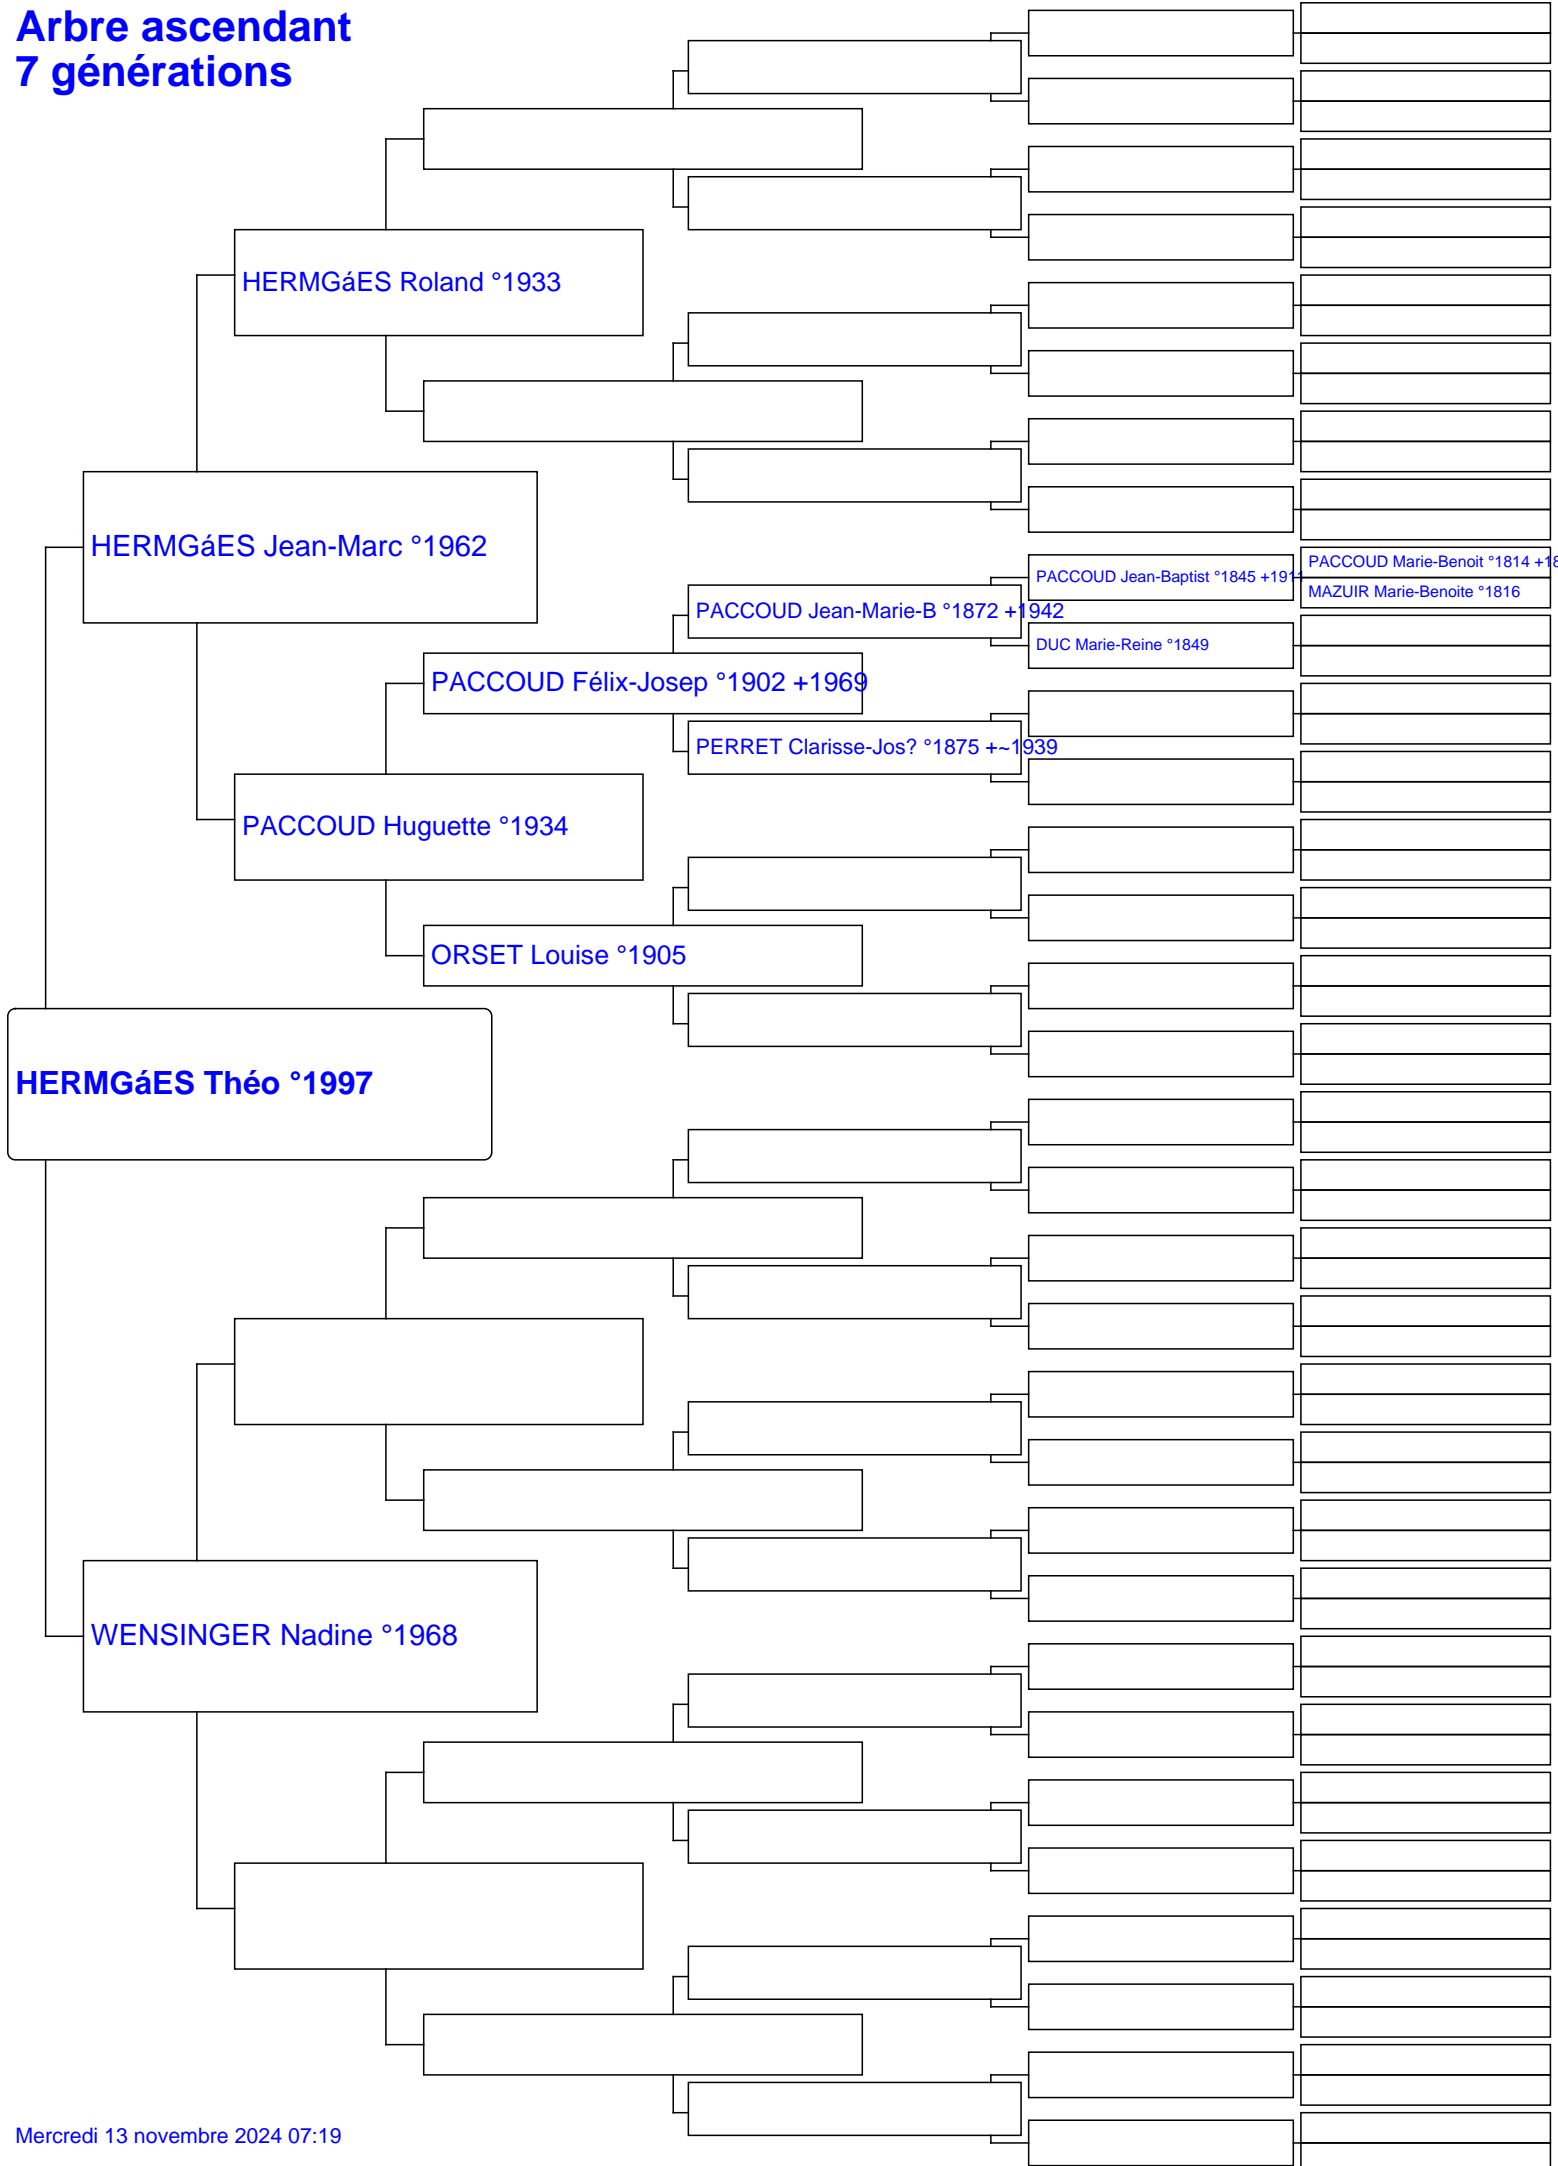 Arbre ascendant
7 générations
HERMGáES Roland °1933
HERMGáES Jean-Marc °1962
PACCOUD Marie-Benoit °1814 +18
PACCOUD Jean-Baptist °1845 +1911
MAZUIR Marie-Benoite °1816
PACCOUD Jean-Marie-B °1872 +1942
DUC Marie-Reine °1849
PACCOUD Félix-Josep °1902 +1969
PERRET Clarisse-Jos? °1875 +~1939
PACCOUD Huguette °1934
ORSET Louise °1905
HERMGáES Théo °1997
WENSINGER Nadine °1968
Mercredi 13 novembre 2024 07:19